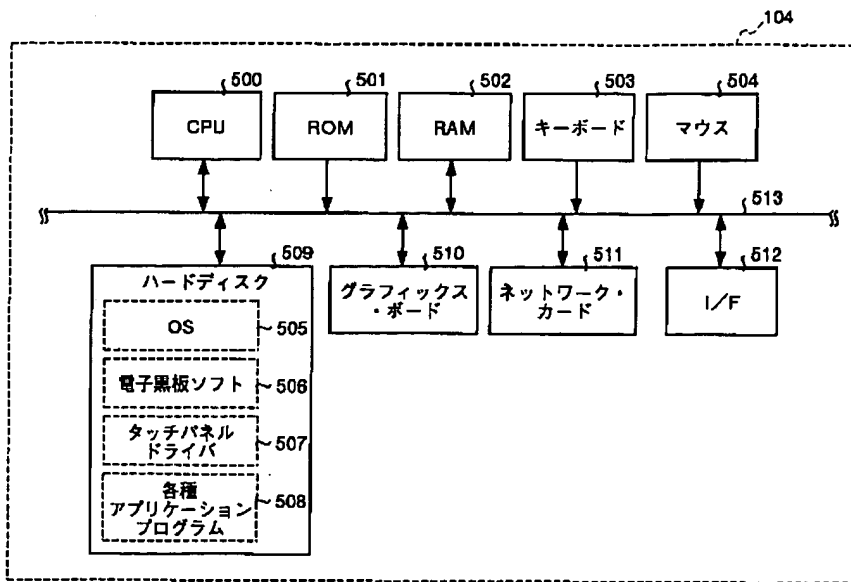 104
500
501
502
503
504
CPU
ROM
RAM
キーボード
マウス
513
509
510
511
512
ハードディスク
グラフィックス
・ボード
ネットワーク・
カード
I/F
OS
505
電子黒板ソフト
506
タッチパネル
ドライバ
507
各種
アプリケーション
プログラム
508